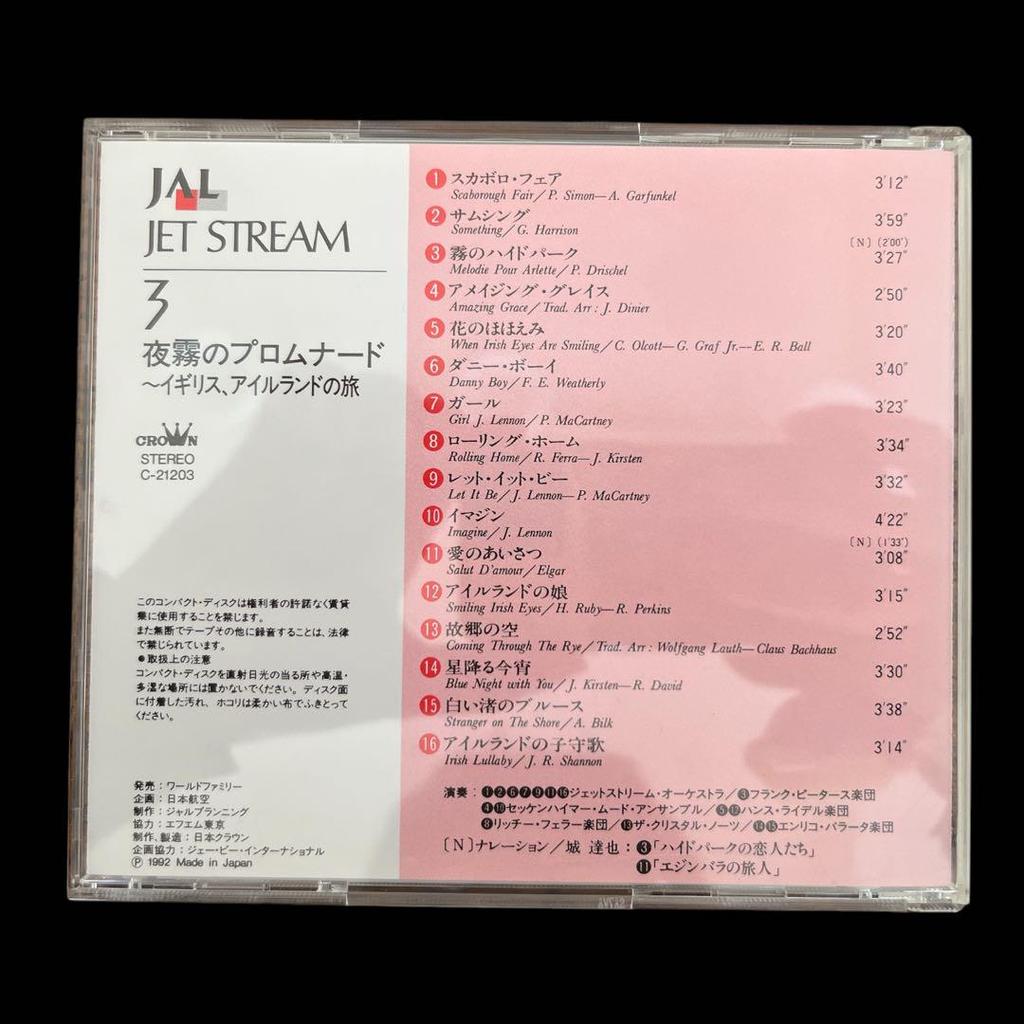 JAL
JET STREAM
3
夜霧のプロムナード
〜イギリス、アイルランドの旅
CROWN
STEREO
C-21203
このコンパクト・ディスクは権利者の許諾なく賃貸
業に使用することを禁じます。
また無断でテープその他に録音することは、法律
で禁じられています。
●取扱上の注意
コンパクト・ディスクを直射日光の当る所や高温・
多湿な場所には置かないでください。ディスク面
に付着した汚れ、ホコリは柔かい布でふきとって
ください。
発売：ワールドファミリー
企画：日本航空
制作：ジャルプランニング
協力：エフエム東京
制作、製造：日本クラウン
企画協力：ジェー・ビー・インターナショナル
Ⓟ 1992 Made in Japan
1 スカボロ・フェア 3'12"
Scaborough Fair／P. Simon—A. Garfunkel
2 サムシング 3'59"
Something／G. Harrison
〔N〕(2'00")
3 霧のハイドパーク 3'27"
Melodie Pour Arlette／P. Drischel
4 アメイジング・グレイス 2'50"
Amazing Grace／Trad. Arr : J. Dinier
5 花のほほえみ 3'20"
When Irish Eyes Are Smiling／C. Olcott—G. Graf Jr.—E. R. Ball
6 ダニー・ボーイ 3'40"
Danny Boy／F. E. Weatherly
7 ガール 3'23"
Girl J. Lennon／P. MaCartney
8 ローリング・ホーム 3'34"
Rolling Home／R. Ferra—J. Kirsten
9 レット・イット・ビー 3'32"
Let It Be／J. Lennon—P. MaCartney
10 イマジン 4'22"
Imagine／J. Lennon
〔N〕(1'33")
11 愛のあいさつ 3'08"
Salut D'amour／Elgar
12 アイルランドの娘 3'15"
Smiling Irish Eyes／H. Ruby—R. Perkins
13 故郷の空 2'52"
Coming Through The Rye／Trad. Arr : Wolfgang Lauth—Claus Bachhaus
14 星降る今宵 3'30"
Blue Night with You／J. Kirsten—R. David
15 白い渚のブルース 3'38"
Stranger on The Shore／A. Bilk
16 アイルランドの子守歌 3'14"
Irish Lullaby／J. R. Shannon
演奏：❶❷❻❼❾⓫⓰ジェットストリーム・オーケストラ／❸フランク・ピータース楽団
❹❿セッケンハイマー・ムード・アンサンブル／❺⓬ハンス・ライデル楽団
❽リッチー・フェラー楽団／⓭ザ・クリスタル・ノーツ／⓮⓯エンリコ・バラータ楽団
〔N〕ナレーション／城 達也：❸「ハイドパークの恋人たち」
⓫「エジンバラの旅人」